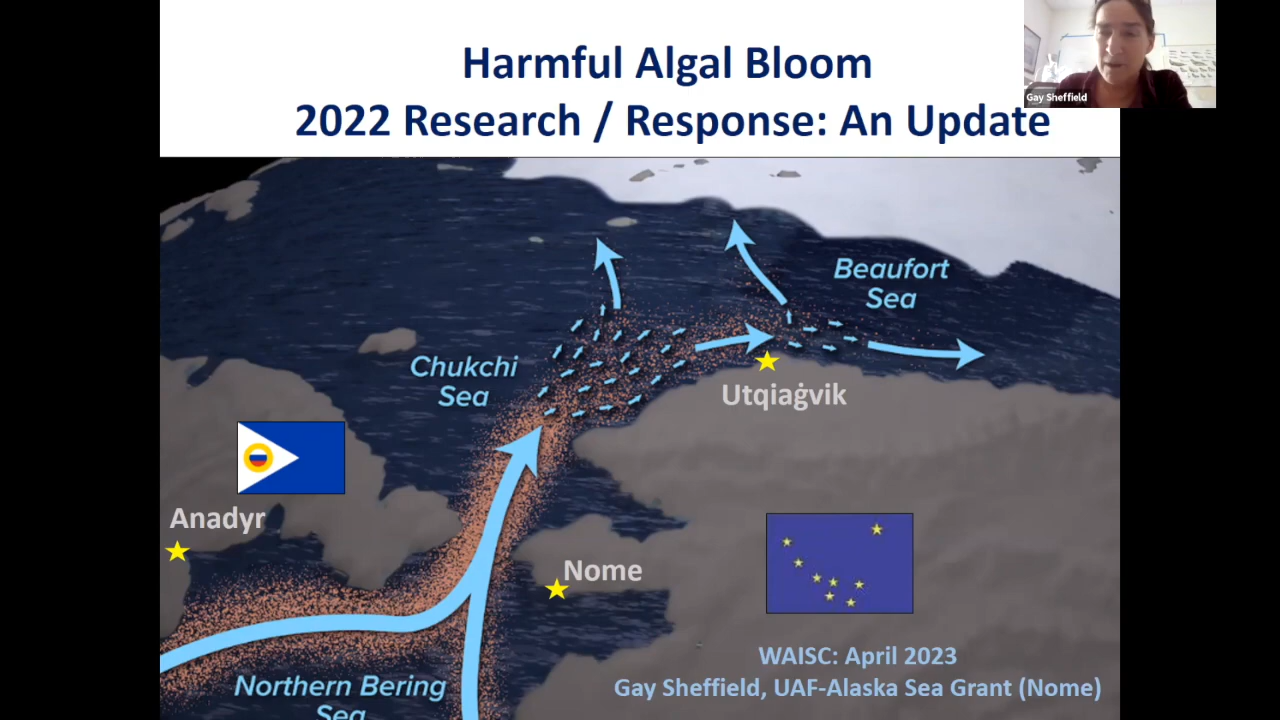 Harmful Algal Bloom
2022 Research / Response: An Update
Gay Sheffield
Beaufort
Sea
Chukchi
Sea
Utqiaġvik
Anadyr
Nome
WAISC: April 2023
Gay Sheffield, UAF-Alaska Sea Grant (Nome)
Northern Bering
Sea